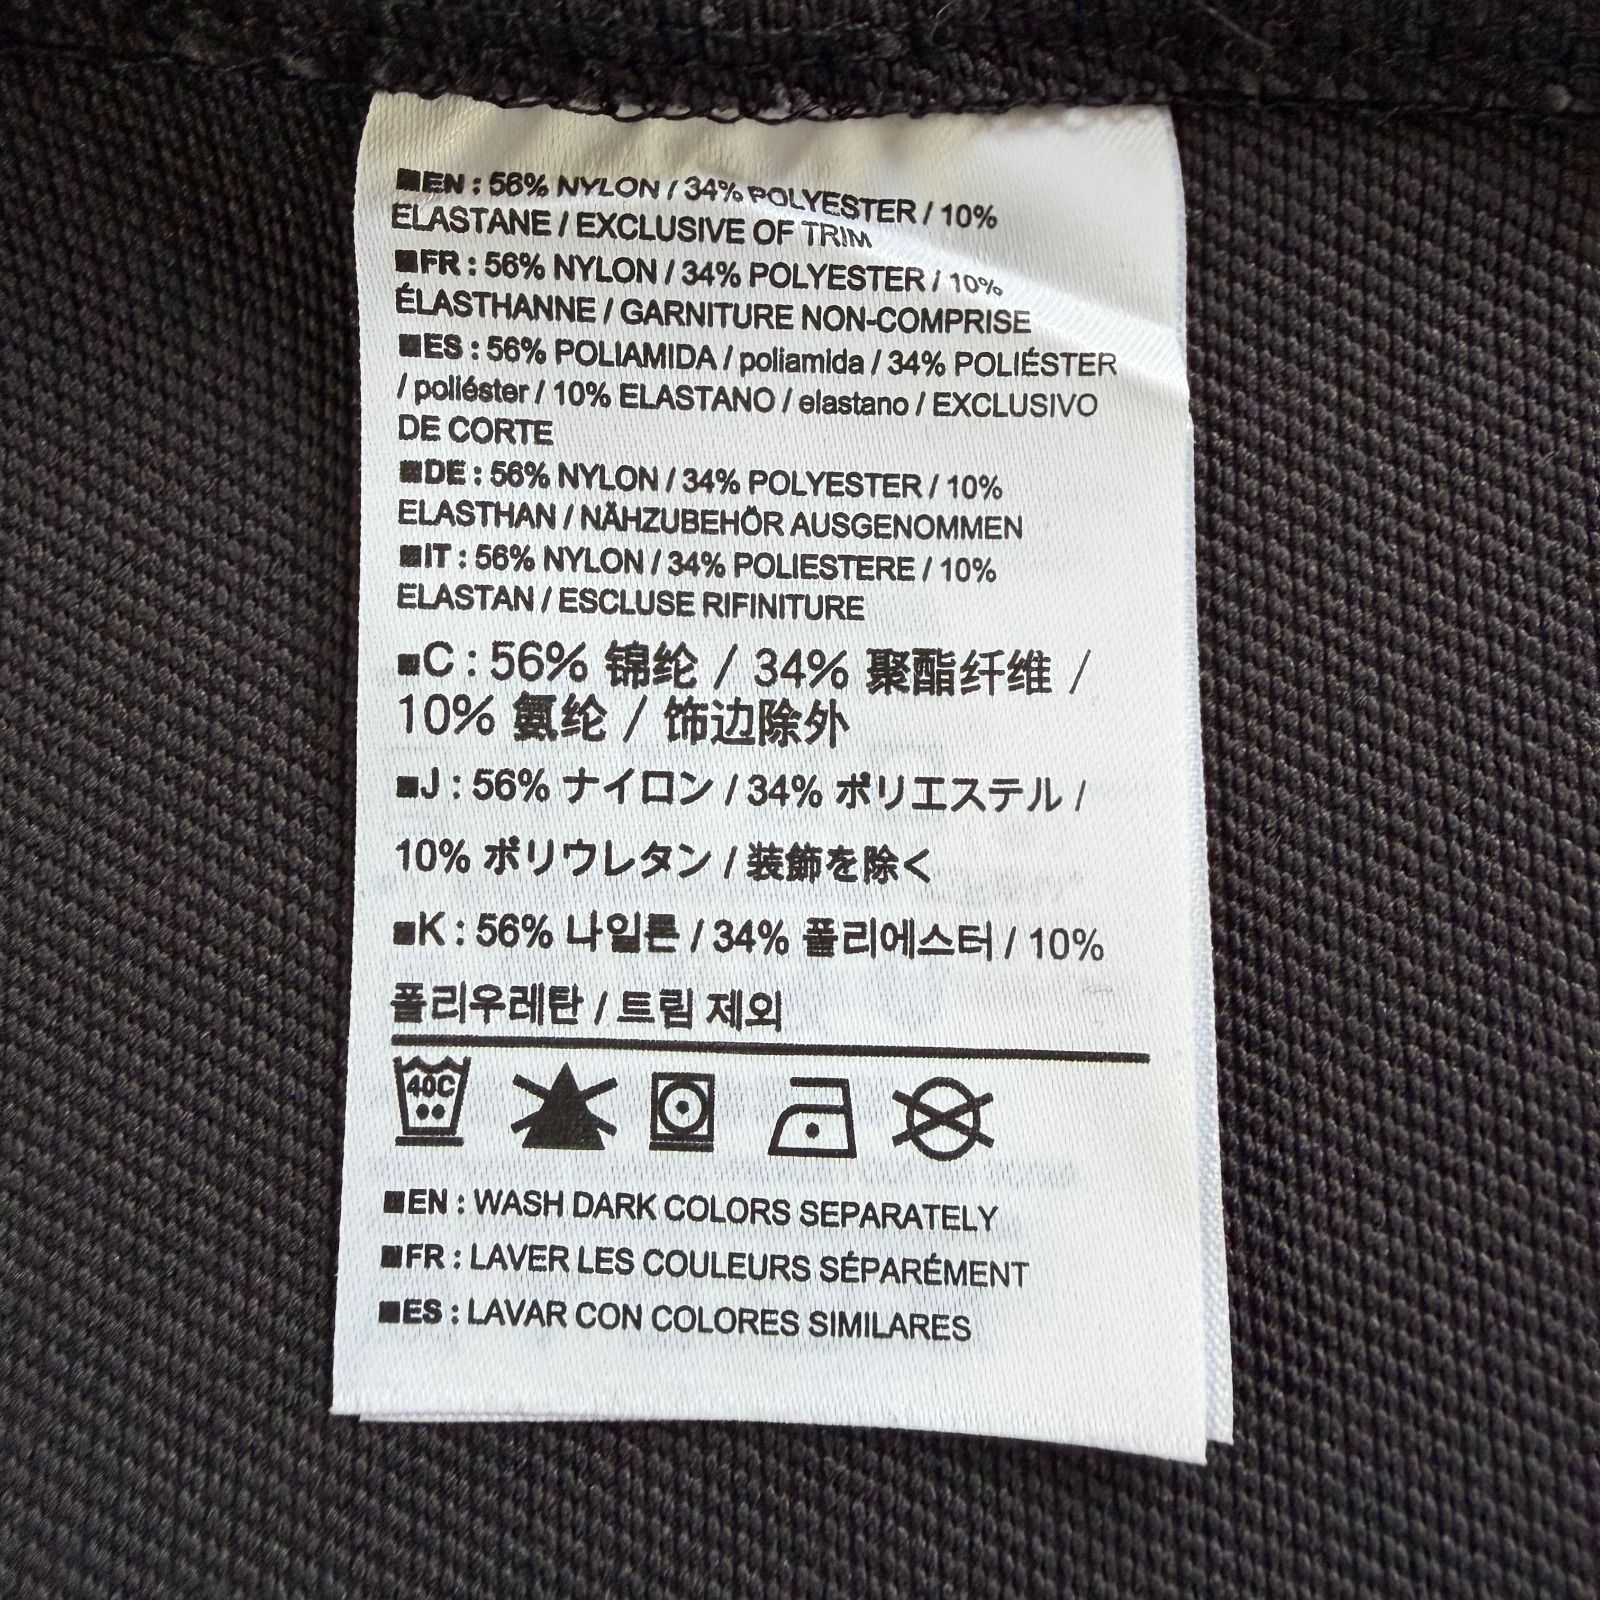 ■EN : 56% NYLON / 34% POLYESTER / 10%
ELASTANE / EXCLUSIVE OF TRIM
■FR : 56% NYLON / 34% POLYESTER / 10%
ÉLASTHANNE / GARNITURE NON-COMPRISE
■ES : 56% POLIAMIDA / poliamida / 34% POLIÉSTER
/ poliéster / 10% ELASTANO / elastano / EXCLUSIVO
DE CORTE
■DE : 56% NYLON / 34% POLYESTER / 10%
ELASTHAN / NÄHZUBEHÖR AUSGENOMMEN
■IT : 56% NYLON / 34% POLIESTERE / 10%
ELASTAN / ESCLUSE RIFINITURE
■C : 56% 锦纶 / 34% 聚酯纤维 /
10% 氨纶 / 饰边除外
■J : 56% ナイロン / 34% ポリエステル /
10% ポリウレタン / 装飾を除く
■K : 56% 나일론 / 34% 폴리에스터 / 10%
폴리우레탄 / 트림 제외
40C
■EN : WASH DARK COLORS SEPARATELY
■FR : LAVER LES COULEURS SÉPARÉMENT
■ES : LAVAR CON COLORES SIMILARES